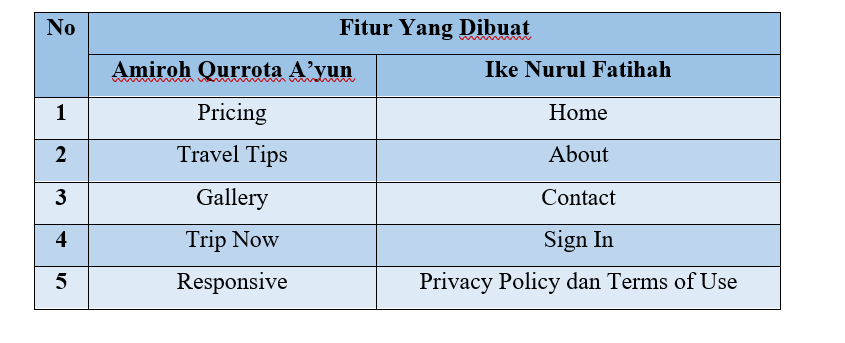 No Fitur Yang Dibuat
Amiroh Qurrota A’yun Ike Nurul Fatihah
1 Pricing Home
2 Travel Tips About
3 Gallery Contact
4 Trip Now Sign In
5 Responsive Privacy Policy dan Terms of Use